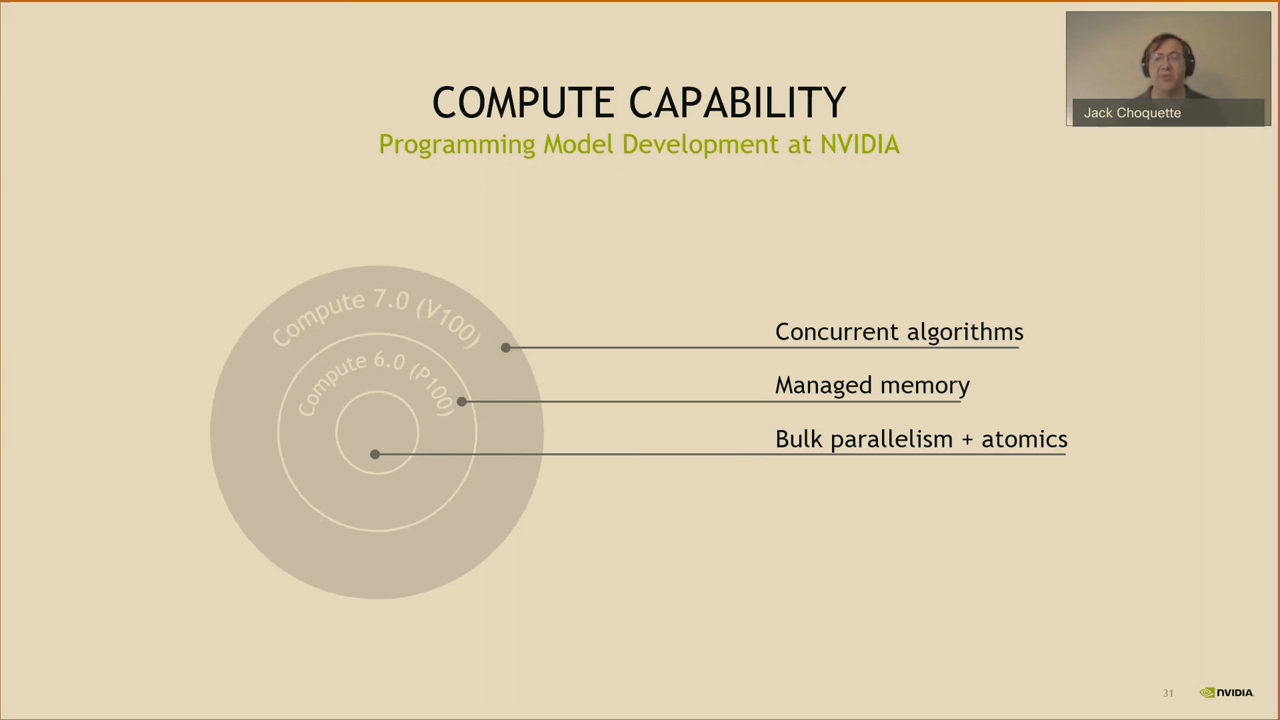 Jack Choquette
COMPUTE CAPABILITY
Programming Model Development at NVIDIA
Compute 7.0 (V100)
Compute 6.0 (P100)
Concurrent algorithms
Managed memory
Bulk parallelism + atomics
31
NVIDIA